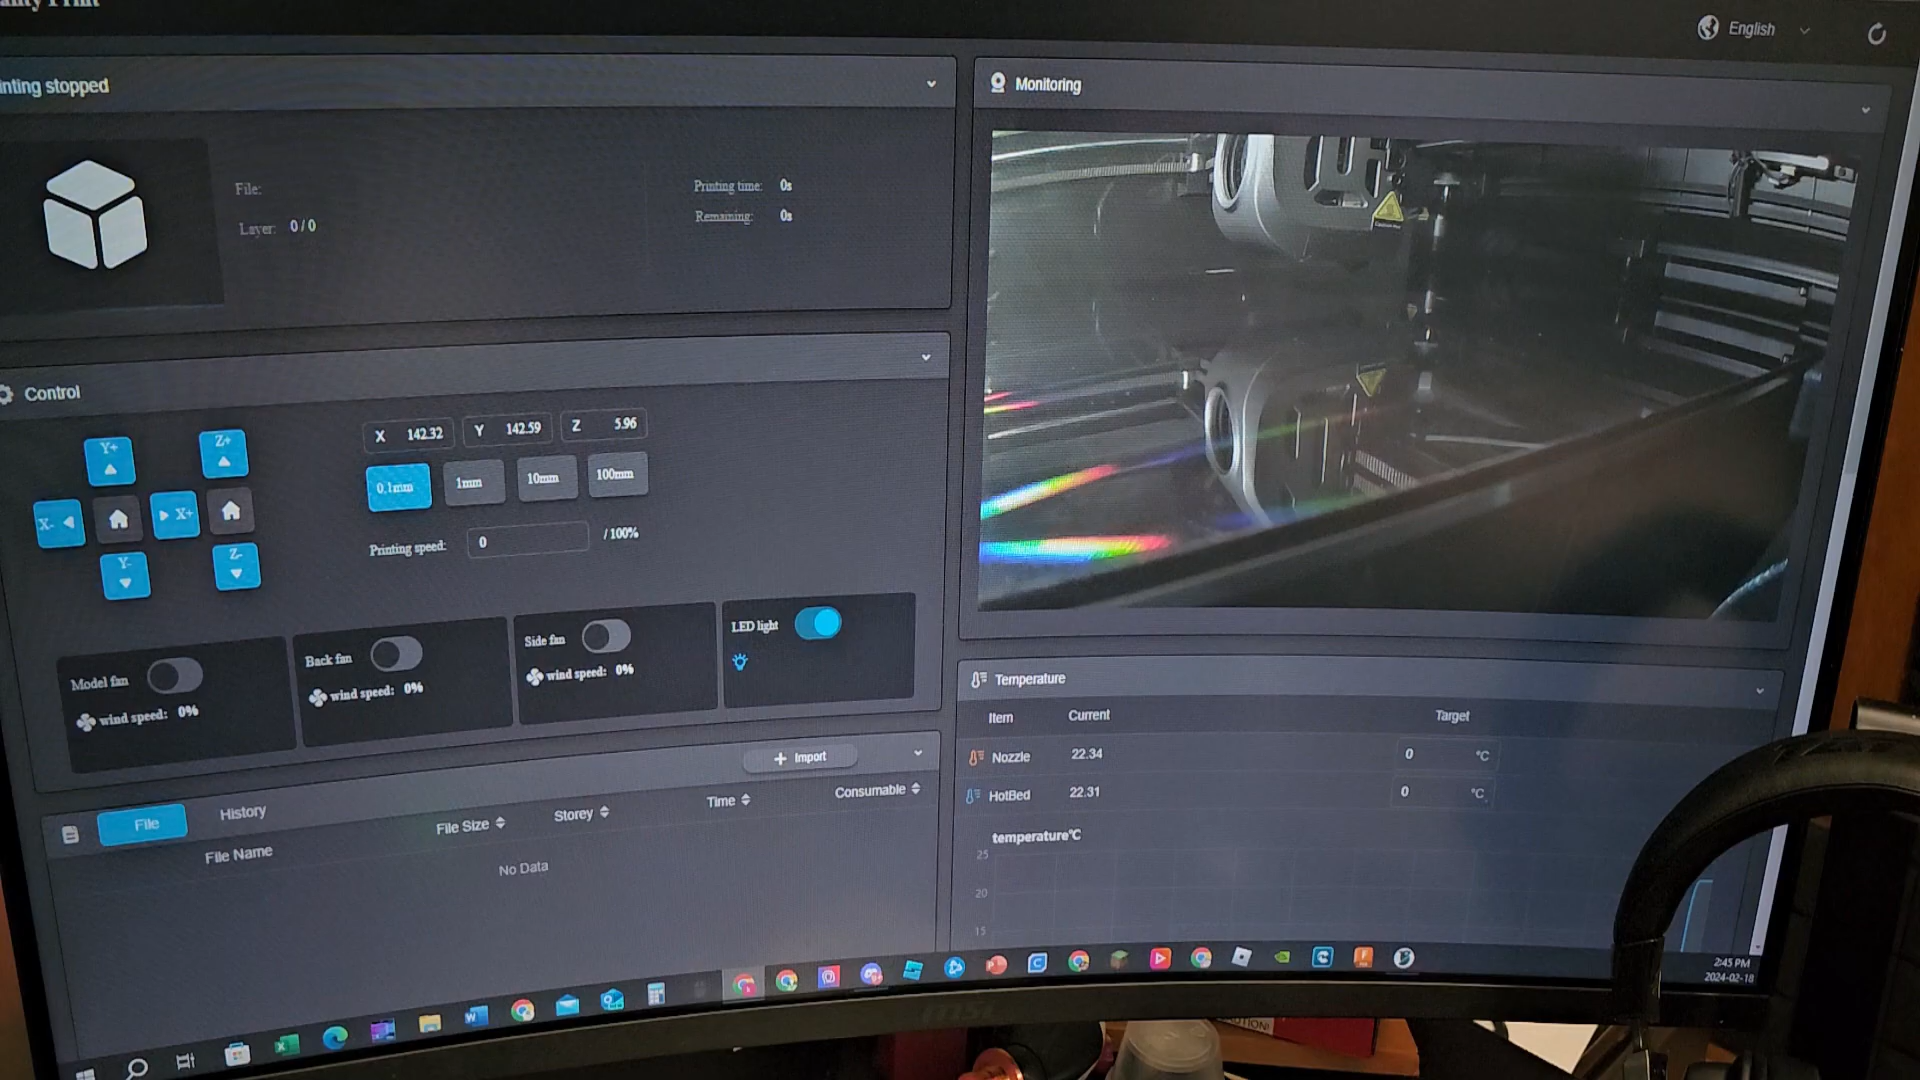 Print
English
nting stopped
Monitoring
File:
Layer: 0 / 0
Printing time: 0s
Remaining: 0s
Control
Y+
Z+
X-
X+
Y-
Z-
X 142.32 Y 142.59 Z 5.96
0.1mm 1mm 10mm 100mm
Printing speed: 0 / 100%
Model fan
wind speed: 0%
Back fan
wind speed: 0%
Side fan
wind speed: 0%
LED light
Temperature
Item Current Target
Nozzle 22.34 0 °C
HotBed 22.31 0 °C
temperature°C
25
20
15
+ Import
File History
File Name File Size Storey Time Consumable
No Data
2:45 PM
2024-02-18
msi